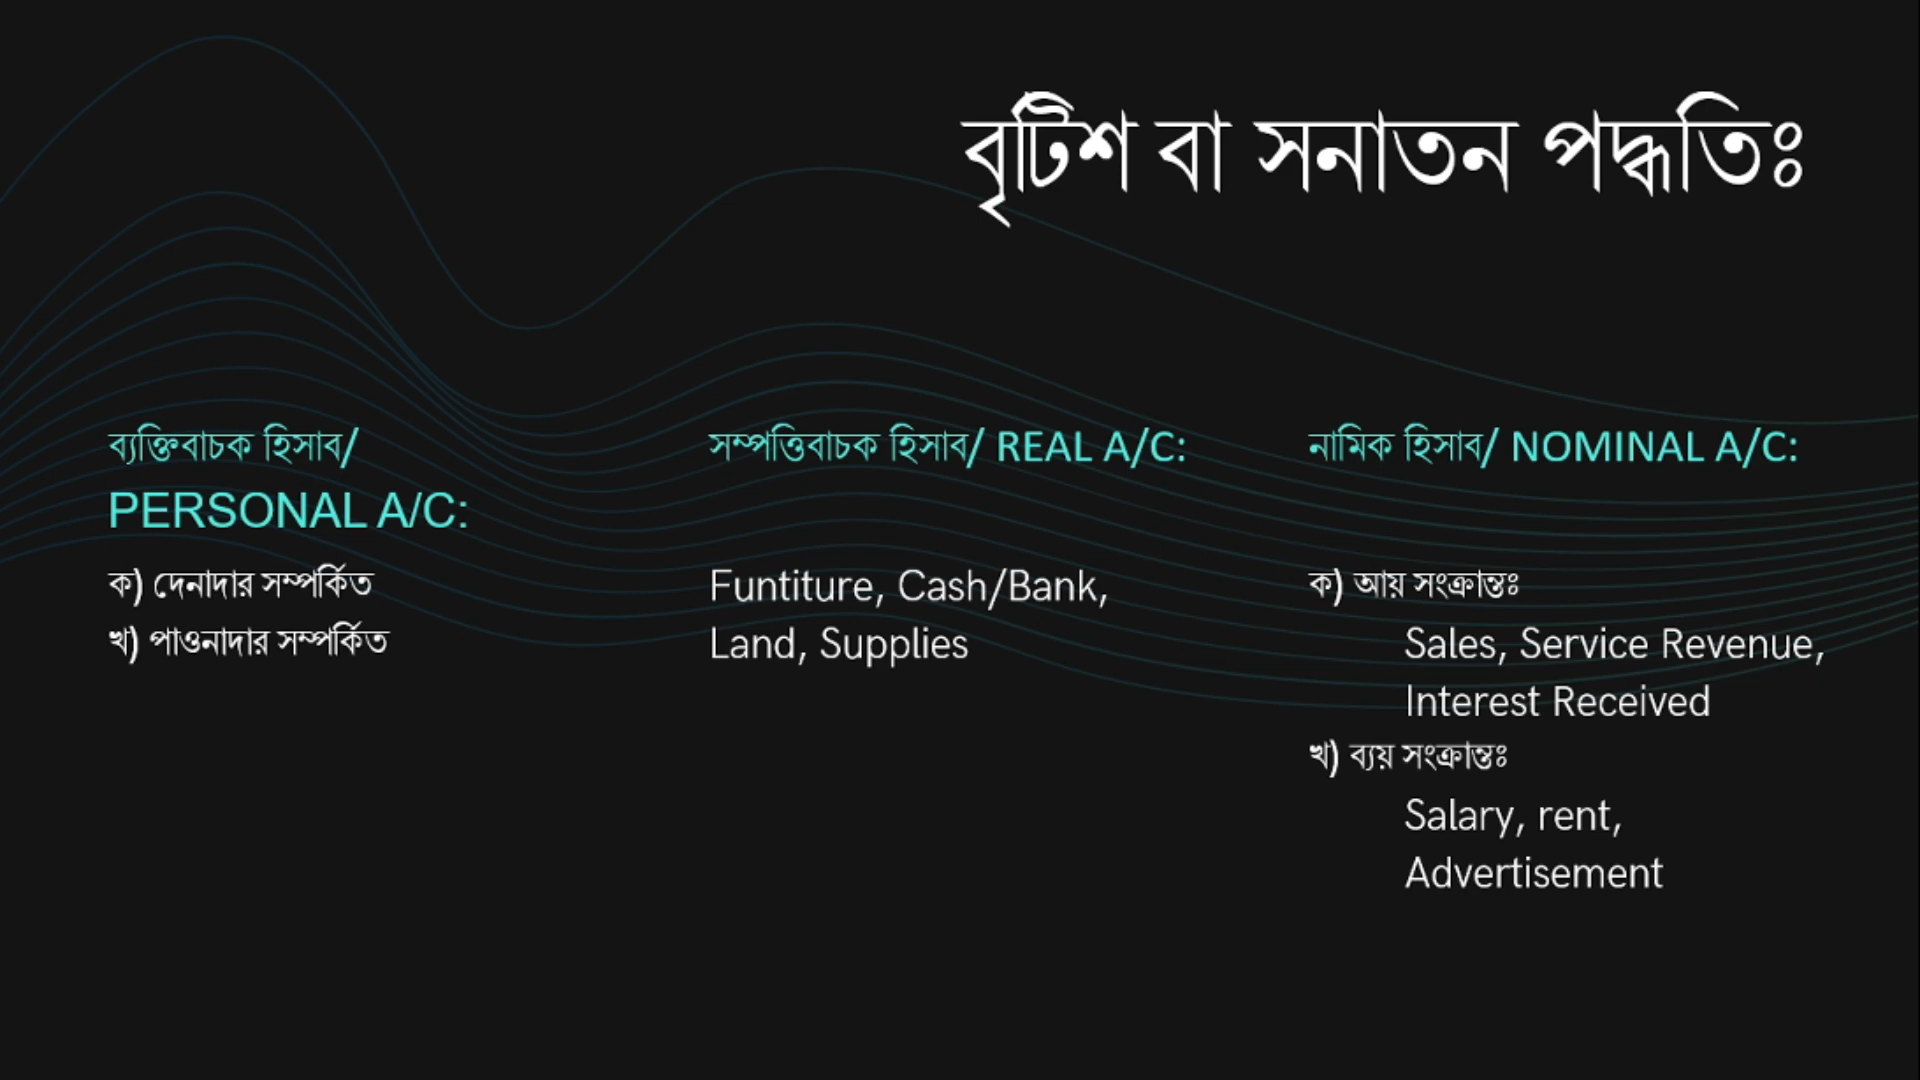 বৃটিশ বা সনাতন পদ্ধতিঃ
ব্যক্তিবাচক হিসাব/
PERSONAL A/C:
ক) দেনাদার সম্পর্কিত
খ) পাওনাদার সম্পর্কিত
সম্পত্তিবাচক হিসাব/ REAL A/C:
Funtiture, Cash/Bank,
Land, Supplies
নামিক হিসাব/ NOMINAL A/C:
ক) আয় সংক্রান্তঃ
Sales, Service Revenue,
Interest Received
খ) ব্যয় সংক্রান্তঃ
Salary, rent,
Advertisement